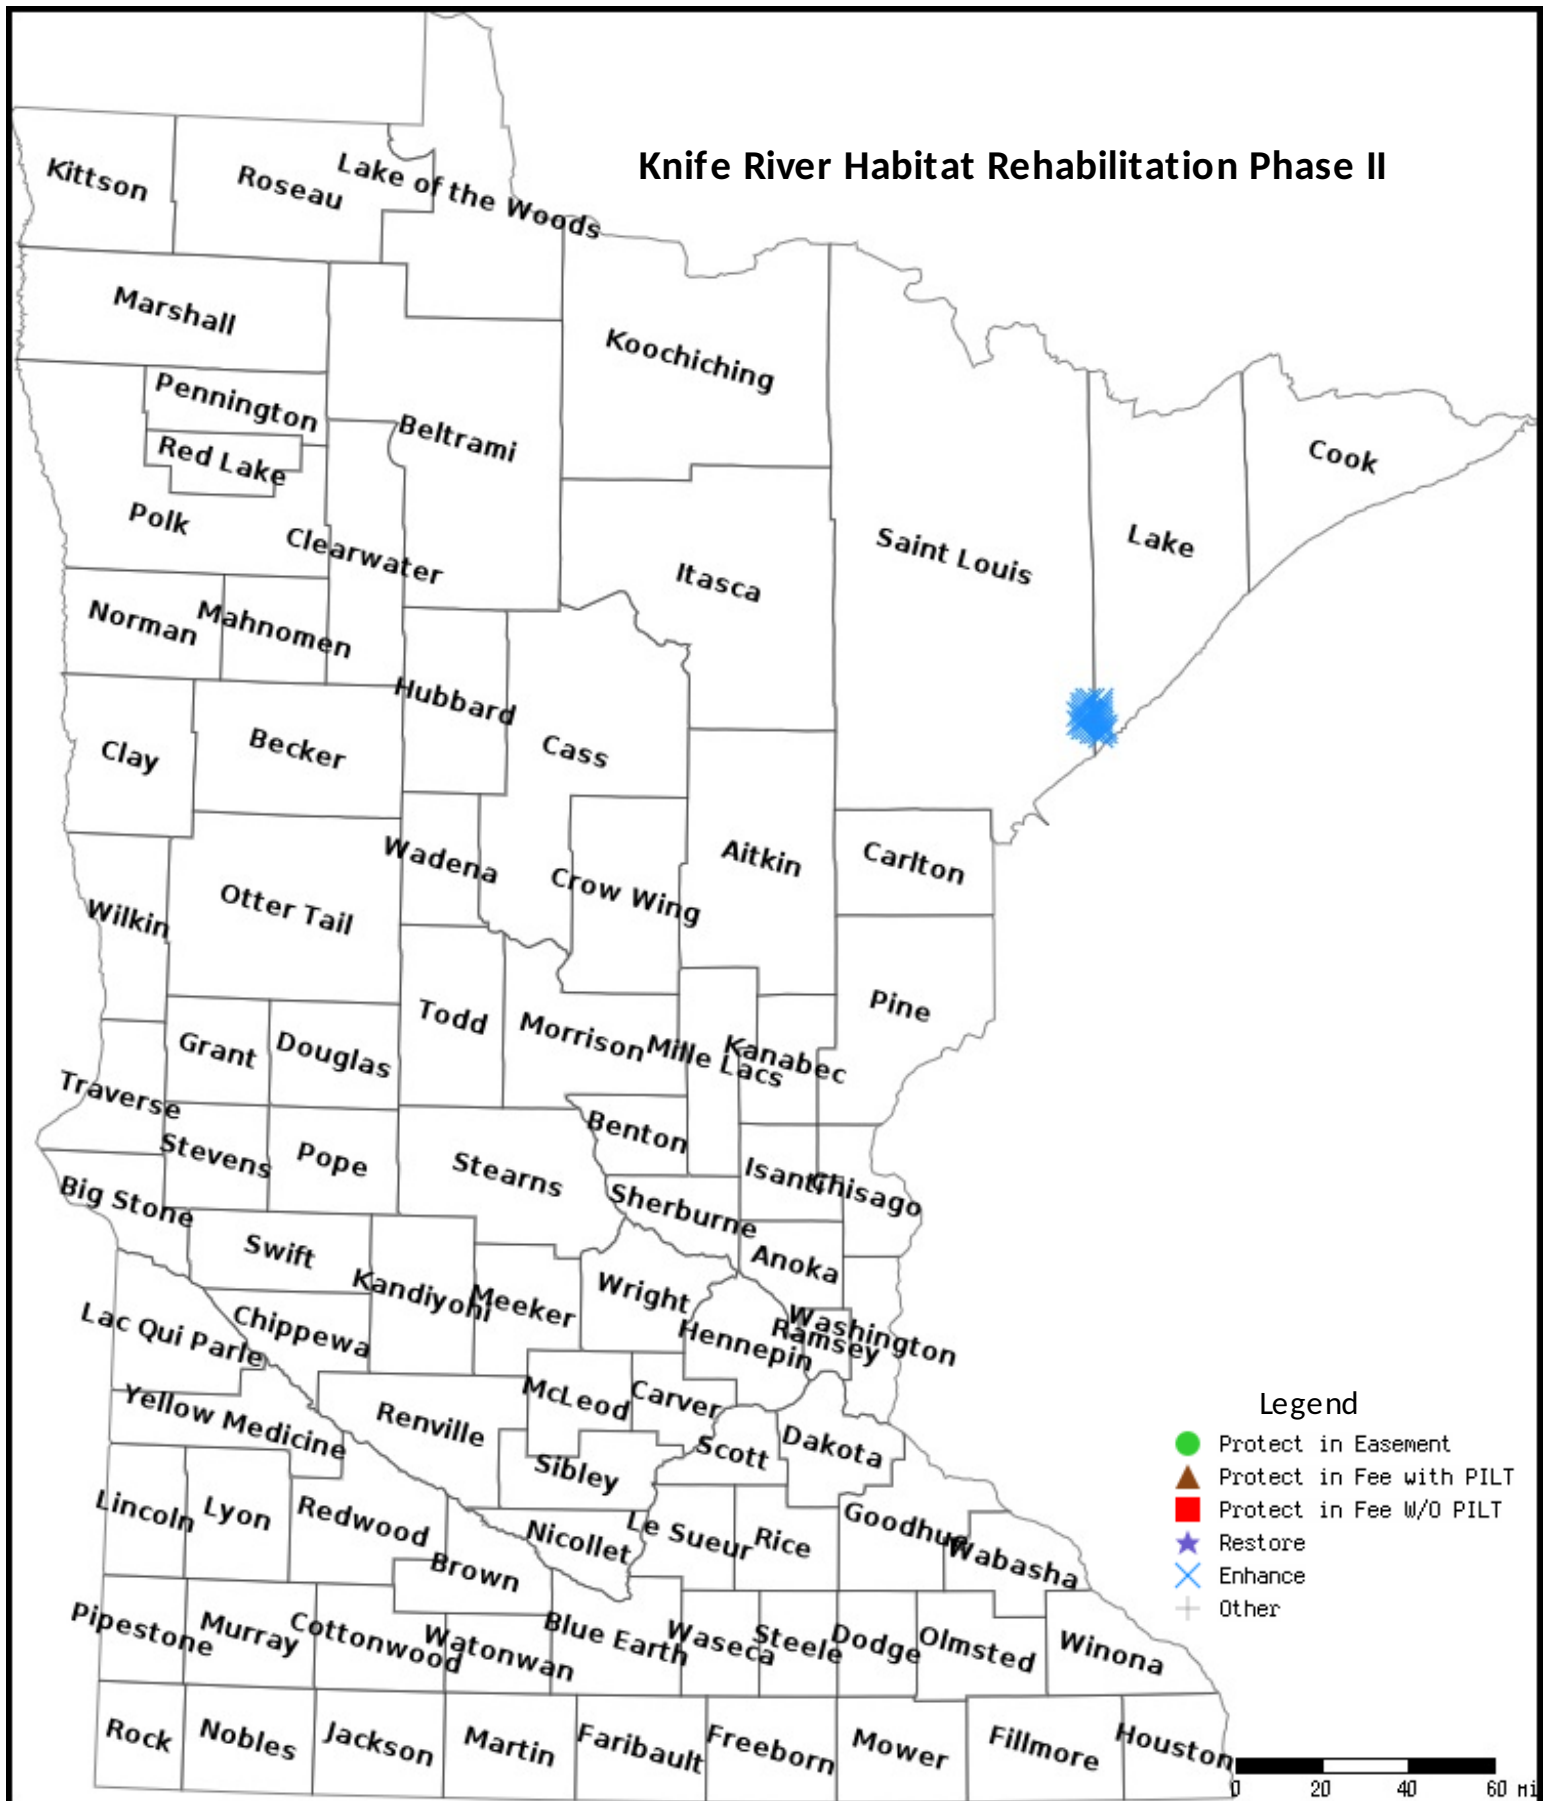 Knife River Habitat Rehabilitation Phase II
Kittson
Roseau
Lake of the Woods
Marshall
Koochiching
Pennington
Beltrami
Red Lake
Cook
Polk
Clearwater
Saint Louis
Lake
Itasca
Norman
Mahnomen
Hubbard
Clay
Becker
Cass
Wadena
Aitkin
Carlton
Crow Wing
Otter Tail
Wilkin
Pine
Todd
Morrison
Mille Lacs
Kanabec
Grant
Douglas
Traverse
Benton
Stevens
Pope
Stearns
Isanti
Chisago
Big Stone
Sherburne
Swift
Anoka
Kandiyohi
Meeker
Wright
Lac Qui Parle
Chippewa
Hennepin
Ramsey
Washington
McLeod
Carver
Yellow Medicine
Renville
Scott
Dakota
Sibley
Lincoln
Lyon
Redwood
Nicollet
Le Sueur
Rice
Goodhue
Wabasha
Brown
Pipestone
Murray
Cottonwood
Watonwan
Blue Earth
Waseca
Steele
Dodge
Olmsted
Winona
Rock
Nobles
Jackson
Martin
Faribault
Freeborn
Mower
Fillmore
Houston
Legend
Protect in Easement
Protect in Fee with PILT
Protect in Fee W/O PILT
Restore
Enhance
Other
0 20 40 60 mi